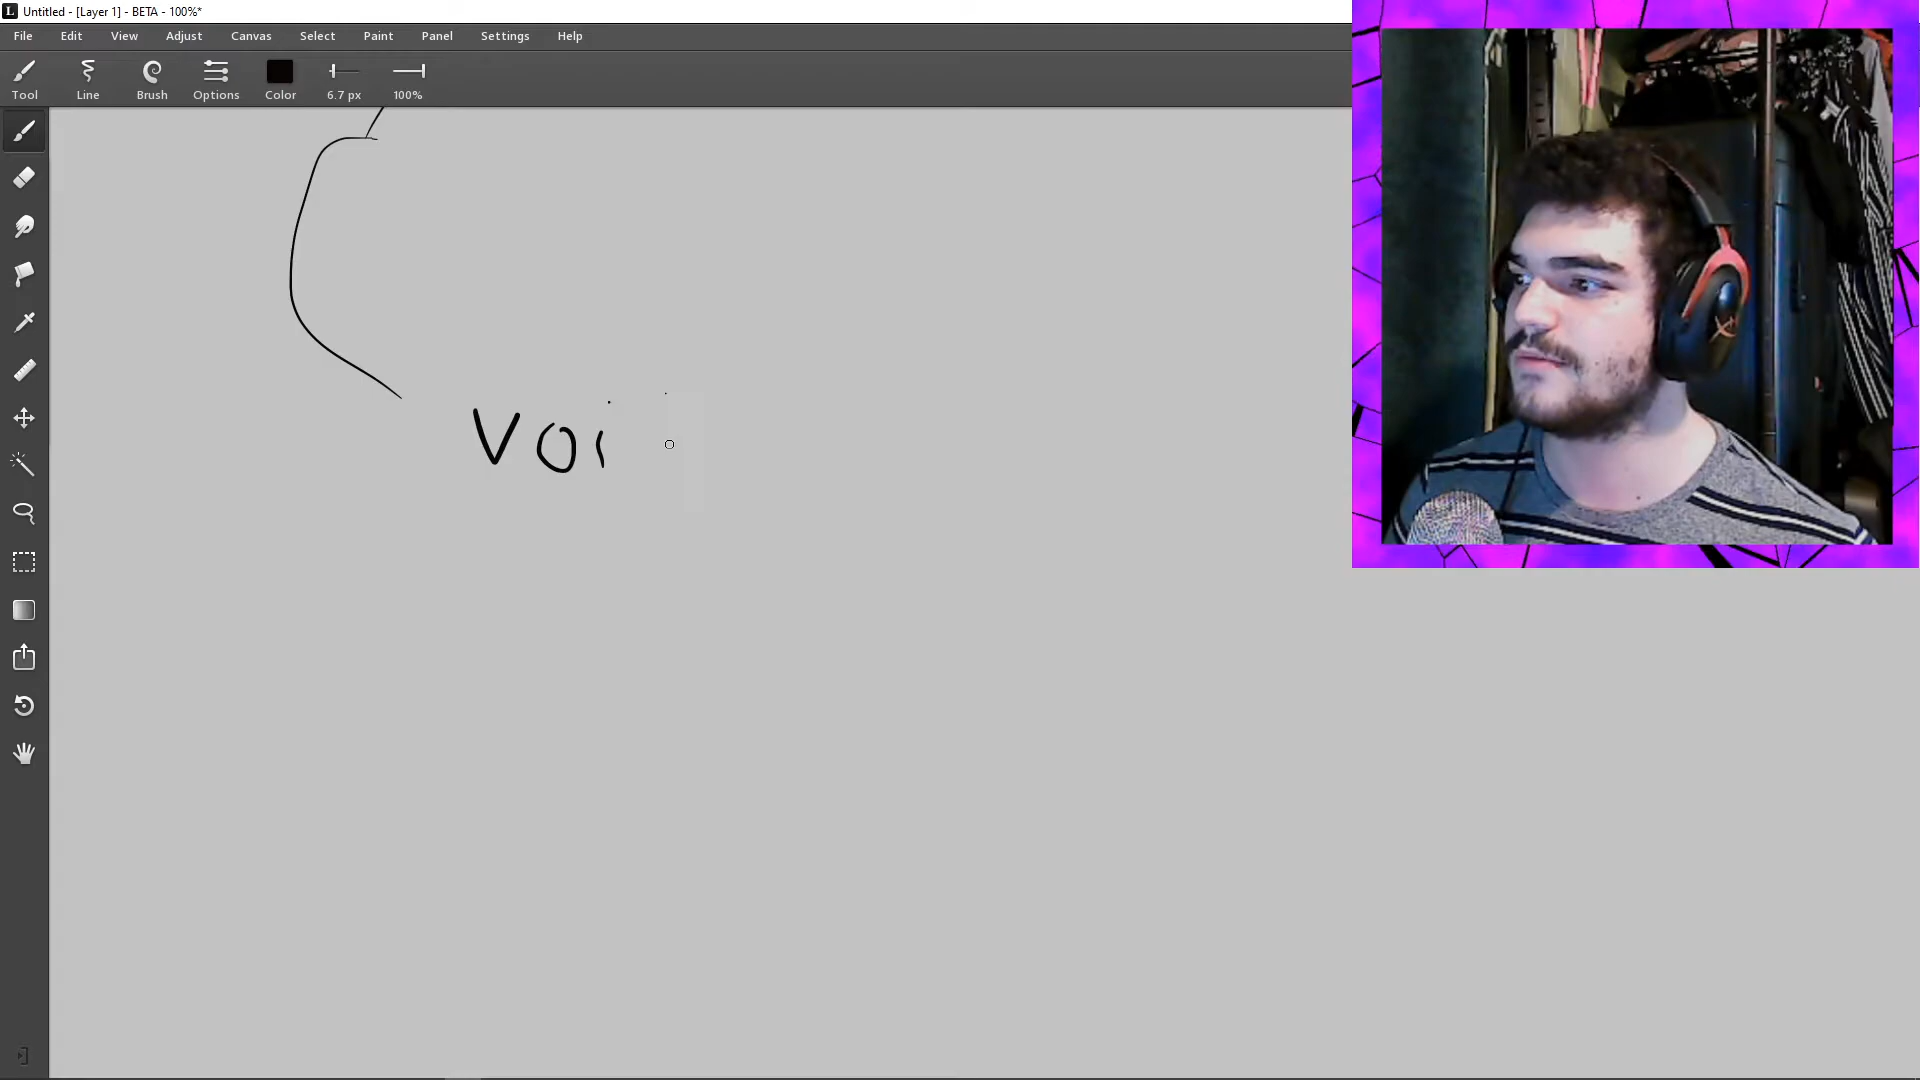 L Untitled - [Layer 1] - BETA - 100%*
File Edit View Adjust Canvas Select Paint Panel Settings Help
Tool Line Brush Options Color 6.7 px 100%
Voi